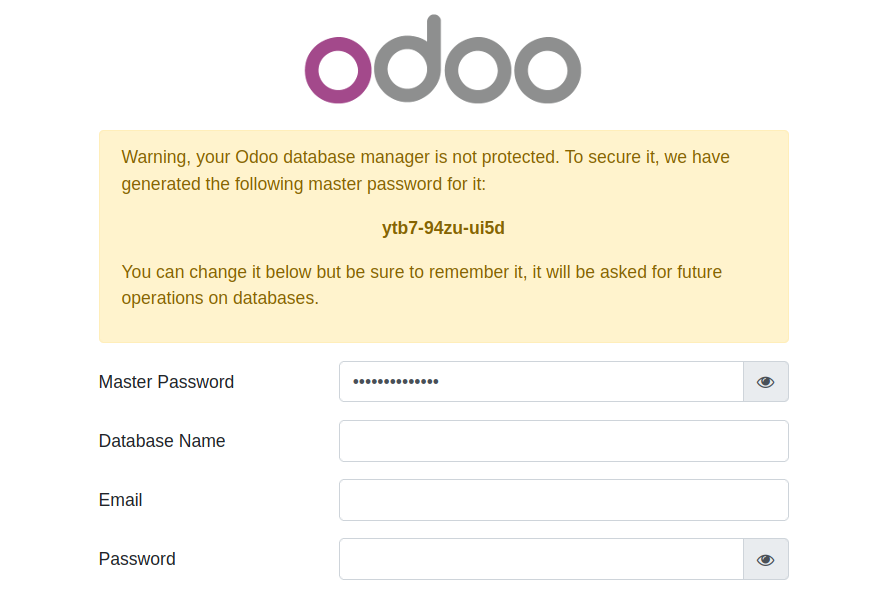 odoo
Warning, your Odoo database manager is not protected. To secure it, we have
generated the following master password for it:
ytb7-94zu-ui5d
You can change it below but be sure to remember it, it will be asked for future
operations on databases.
Master Password ••••••••••••••
Database Name
Email
Password